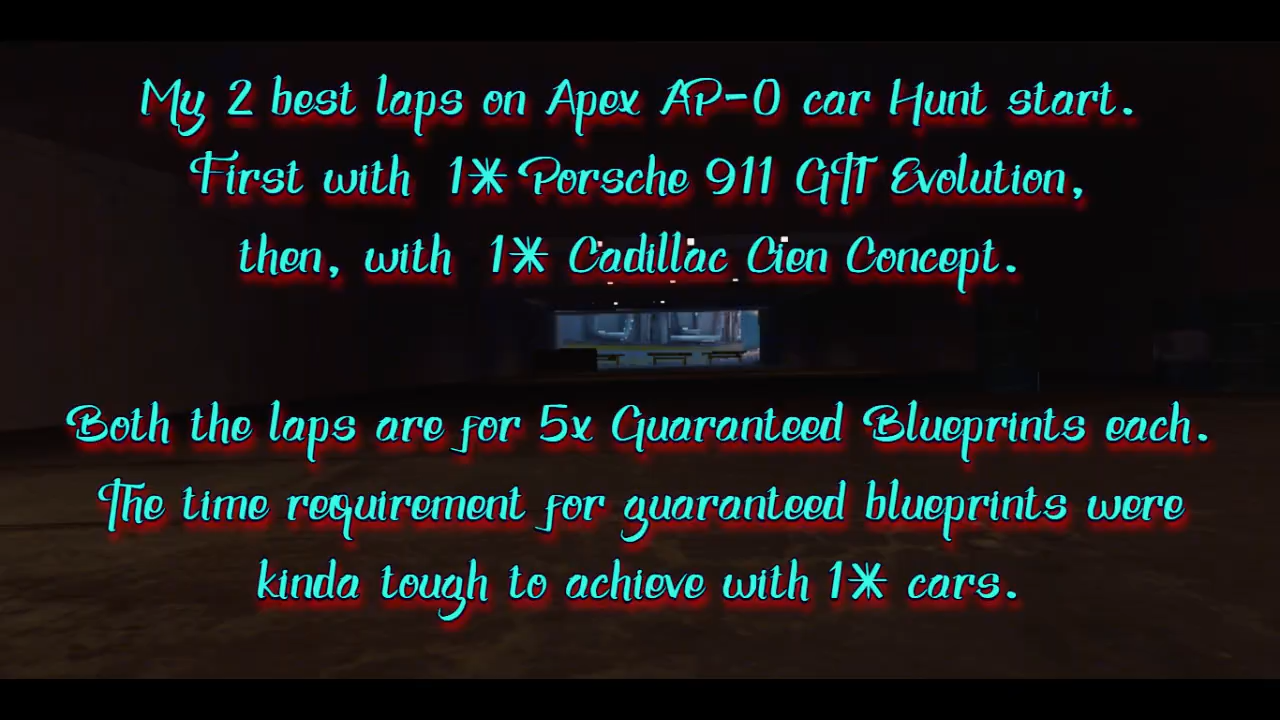 My 2 best laps on Apex AP-0 car Hunt start.
First with 1* Porsche 911 GT Evolution,
then, with 1* Cadillac Cien Concept.
Both the laps are for 5x Guaranteed Blueprints each.
The time requirement for guaranteed blueprints were
kinda tough to achieve with 1* cars.